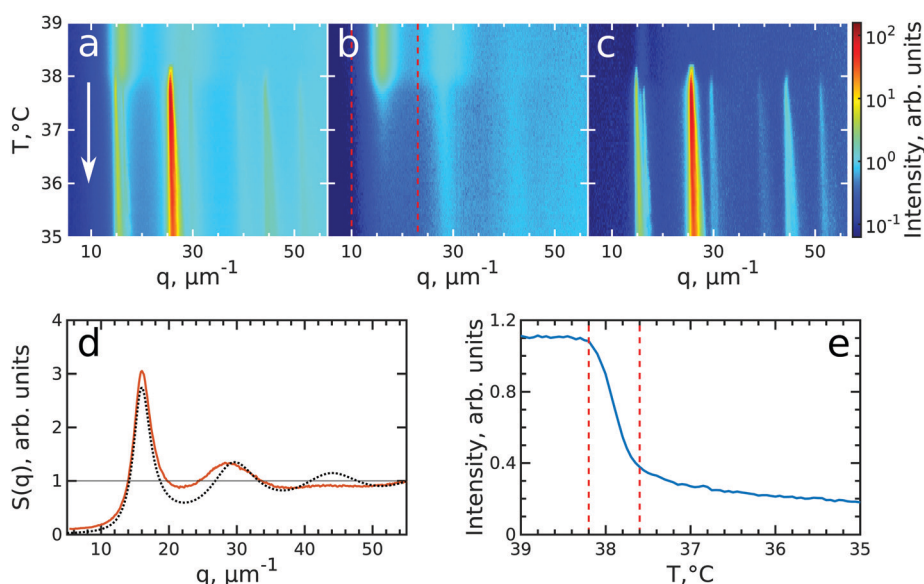 39
38
37
36
35
T,°C
a
b
c
10 30 50
10 30 50
10 30 50
q, μm⁻¹
q, μm⁻¹
q, μm⁻¹
10²
10¹
10⁰
10⁻¹
Intensity, arb. units
4
3
2
1
0
S(q), arb. units
d
10 20 30 40 50
q, μm⁻¹
1.2
0.8
0.4
0
Intensity, arb. units
e
39 38 37 36 35
T,°C